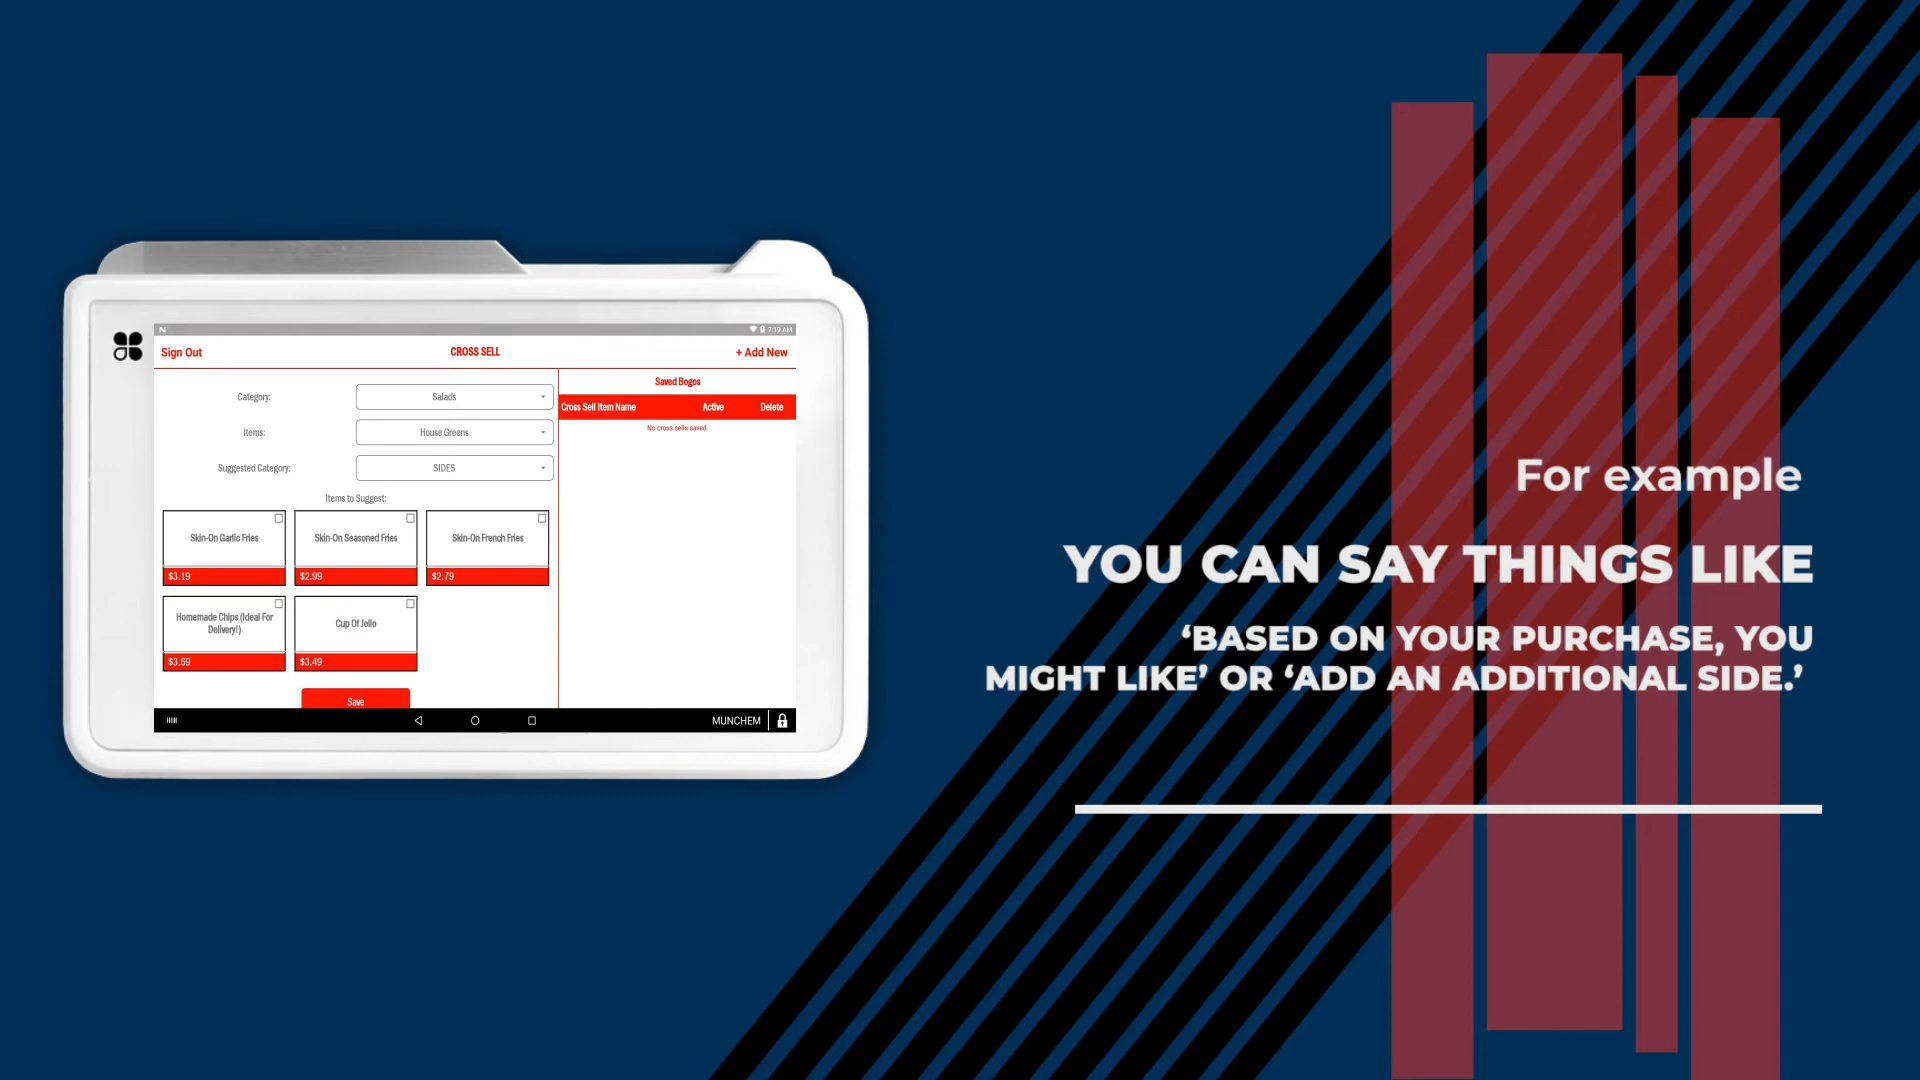 7:19 AM
Sign Out
CROSS SELL
+ Add New
Category:
Salads
Items:
House Greens
Suggested Category:
SIDES
Items to Suggest:
Skin-On Garlic Fries
$3.19
Skin-On Seasoned Fries
$2.99
Skin-On French Fries
$2.79
Homemade Chips (Ideal For
Delivery!)
$3.69
Cup Of Jello
$3.49
Save
Saved Bogos
Cross Sell Item Name
Active
Delete
No cross sells saved.
MUNCHEM
For example
YOU CAN SAY THINGS LIKE
‘BASED ON YOUR PURCHASE, YOU
MIGHT LIKE’ OR ‘ADD AN ADDITIONAL SIDE.’